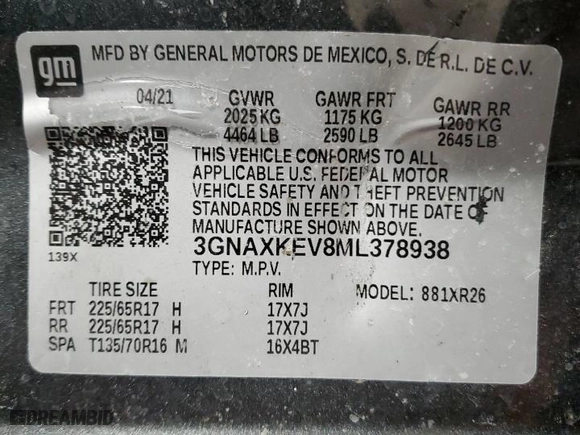 gm
MFD BY GENERAL MOTORS DE MEXICO, S. DE R.L. DE C.V.
04/21 GVWR GAWR FRT GAWR RR
2025 KG 1175 KG 1200 KG
4464 LB 2590 LB 2645 LB
THIS VEHICLE CONFORMS TO ALL
APPLICABLE U.S. FEDERAL MOTOR
VEHICLE SAFETY AND THEFT PREVENTION
STANDARDS IN EFFECT ON THE DATE OF
MANUFACTURE SHOWN ABOVE.
3GNAXKEV8ML378938
139X
TYPE: M.P.V.
TIRE SIZE RIM MODEL: 881XR26
FRT 225/65R17 H 17X7J
RR 225/65R17 H 17X7J
SPA T135/70R16 M 16X4BT
DREAMBID